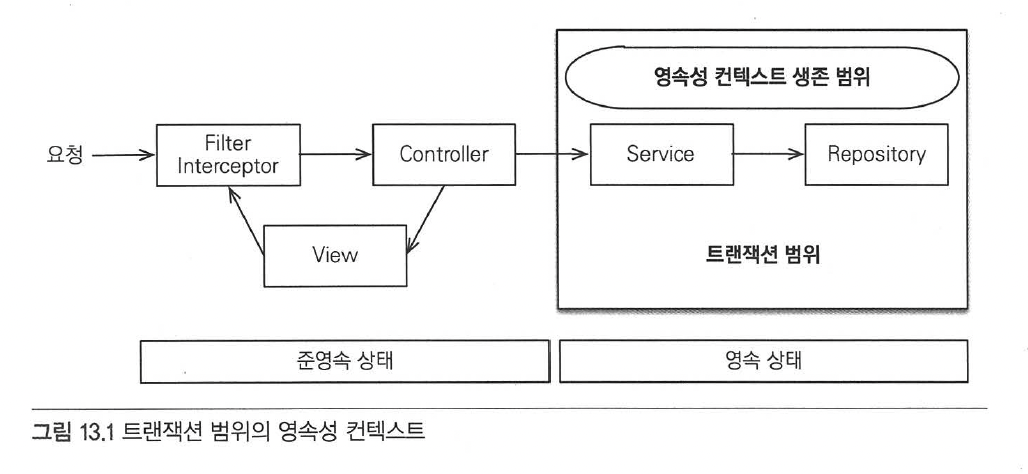 영속성 컨텍스트 생존 범위
요청
Filter
Interceptor
Controller
Service
Repository
View
트랜잭션 범위
준영속 상태
영속 상태
그림 13.1 트랜잭션 범위의 영속성 컨텍스트